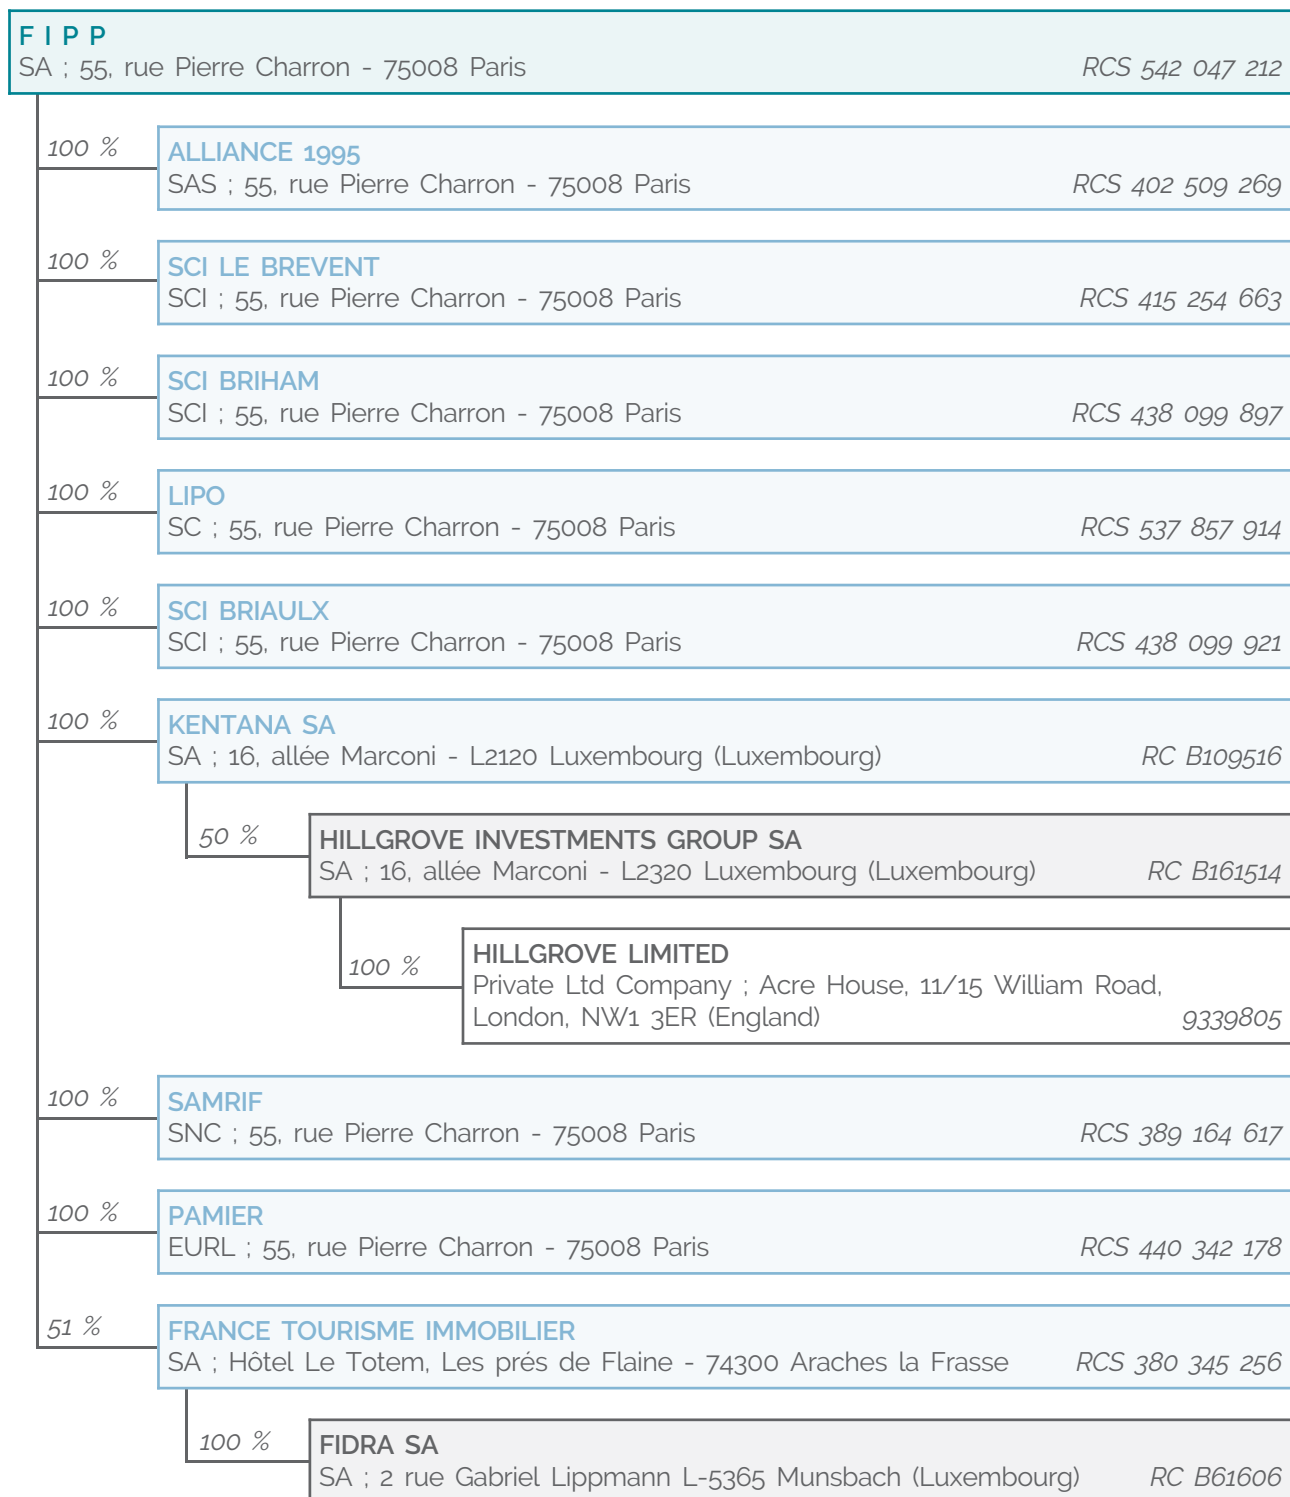 F I P P
SA ; 55, rue Pierre Charron - 75008 Paris RCS 542 047 212
100 %
ALLIANCE 1995
SAS ; 55, rue Pierre Charron - 75008 Paris RCS 402 509 269
100 %
SCI LE BREVENT
SCI ; 55, rue Pierre Charron - 75008 Paris RCS 415 254 663
100 %
SCI BRIHAM
SCI ; 55, rue Pierre Charron - 75008 Paris RCS 438 099 897
100 %
LIPO
SC ; 55, rue Pierre Charron - 75008 Paris RCS 537 857 914
100 %
SCI BRIAULX
SCI ; 55, rue Pierre Charron - 75008 Paris RCS 438 099 921
100 %
KENTANA SA
SA ; 16, allée Marconi - L2120 Luxembourg (Luxembourg) RC B109516
50 %
HILLGROVE INVESTMENTS GROUP SA
SA ; 16, allée Marconi - L2320 Luxembourg (Luxembourg) RC B161514
100 %
HILLGROVE LIMITED
Private Ltd Company ; Acre House, 11/15 William Road,
London, NW1 3ER (England) 9339805
100 %
SAMRIF
SNC ; 55, rue Pierre Charron - 75008 Paris RCS 389 164 617
100 %
PAMIER
EURL ; 55, rue Pierre Charron - 75008 Paris RCS 440 342 178
51 %
FRANCE TOURISME IMMOBILIER
SA ; Hôtel Le Totem, Les prés de Flaine - 74300 Araches la Frasse RCS 380 345 256
100 %
FIDRA SA
SA ; 2 rue Gabriel Lippmann L-5365 Munsbach (Luxembourg) RC B61606